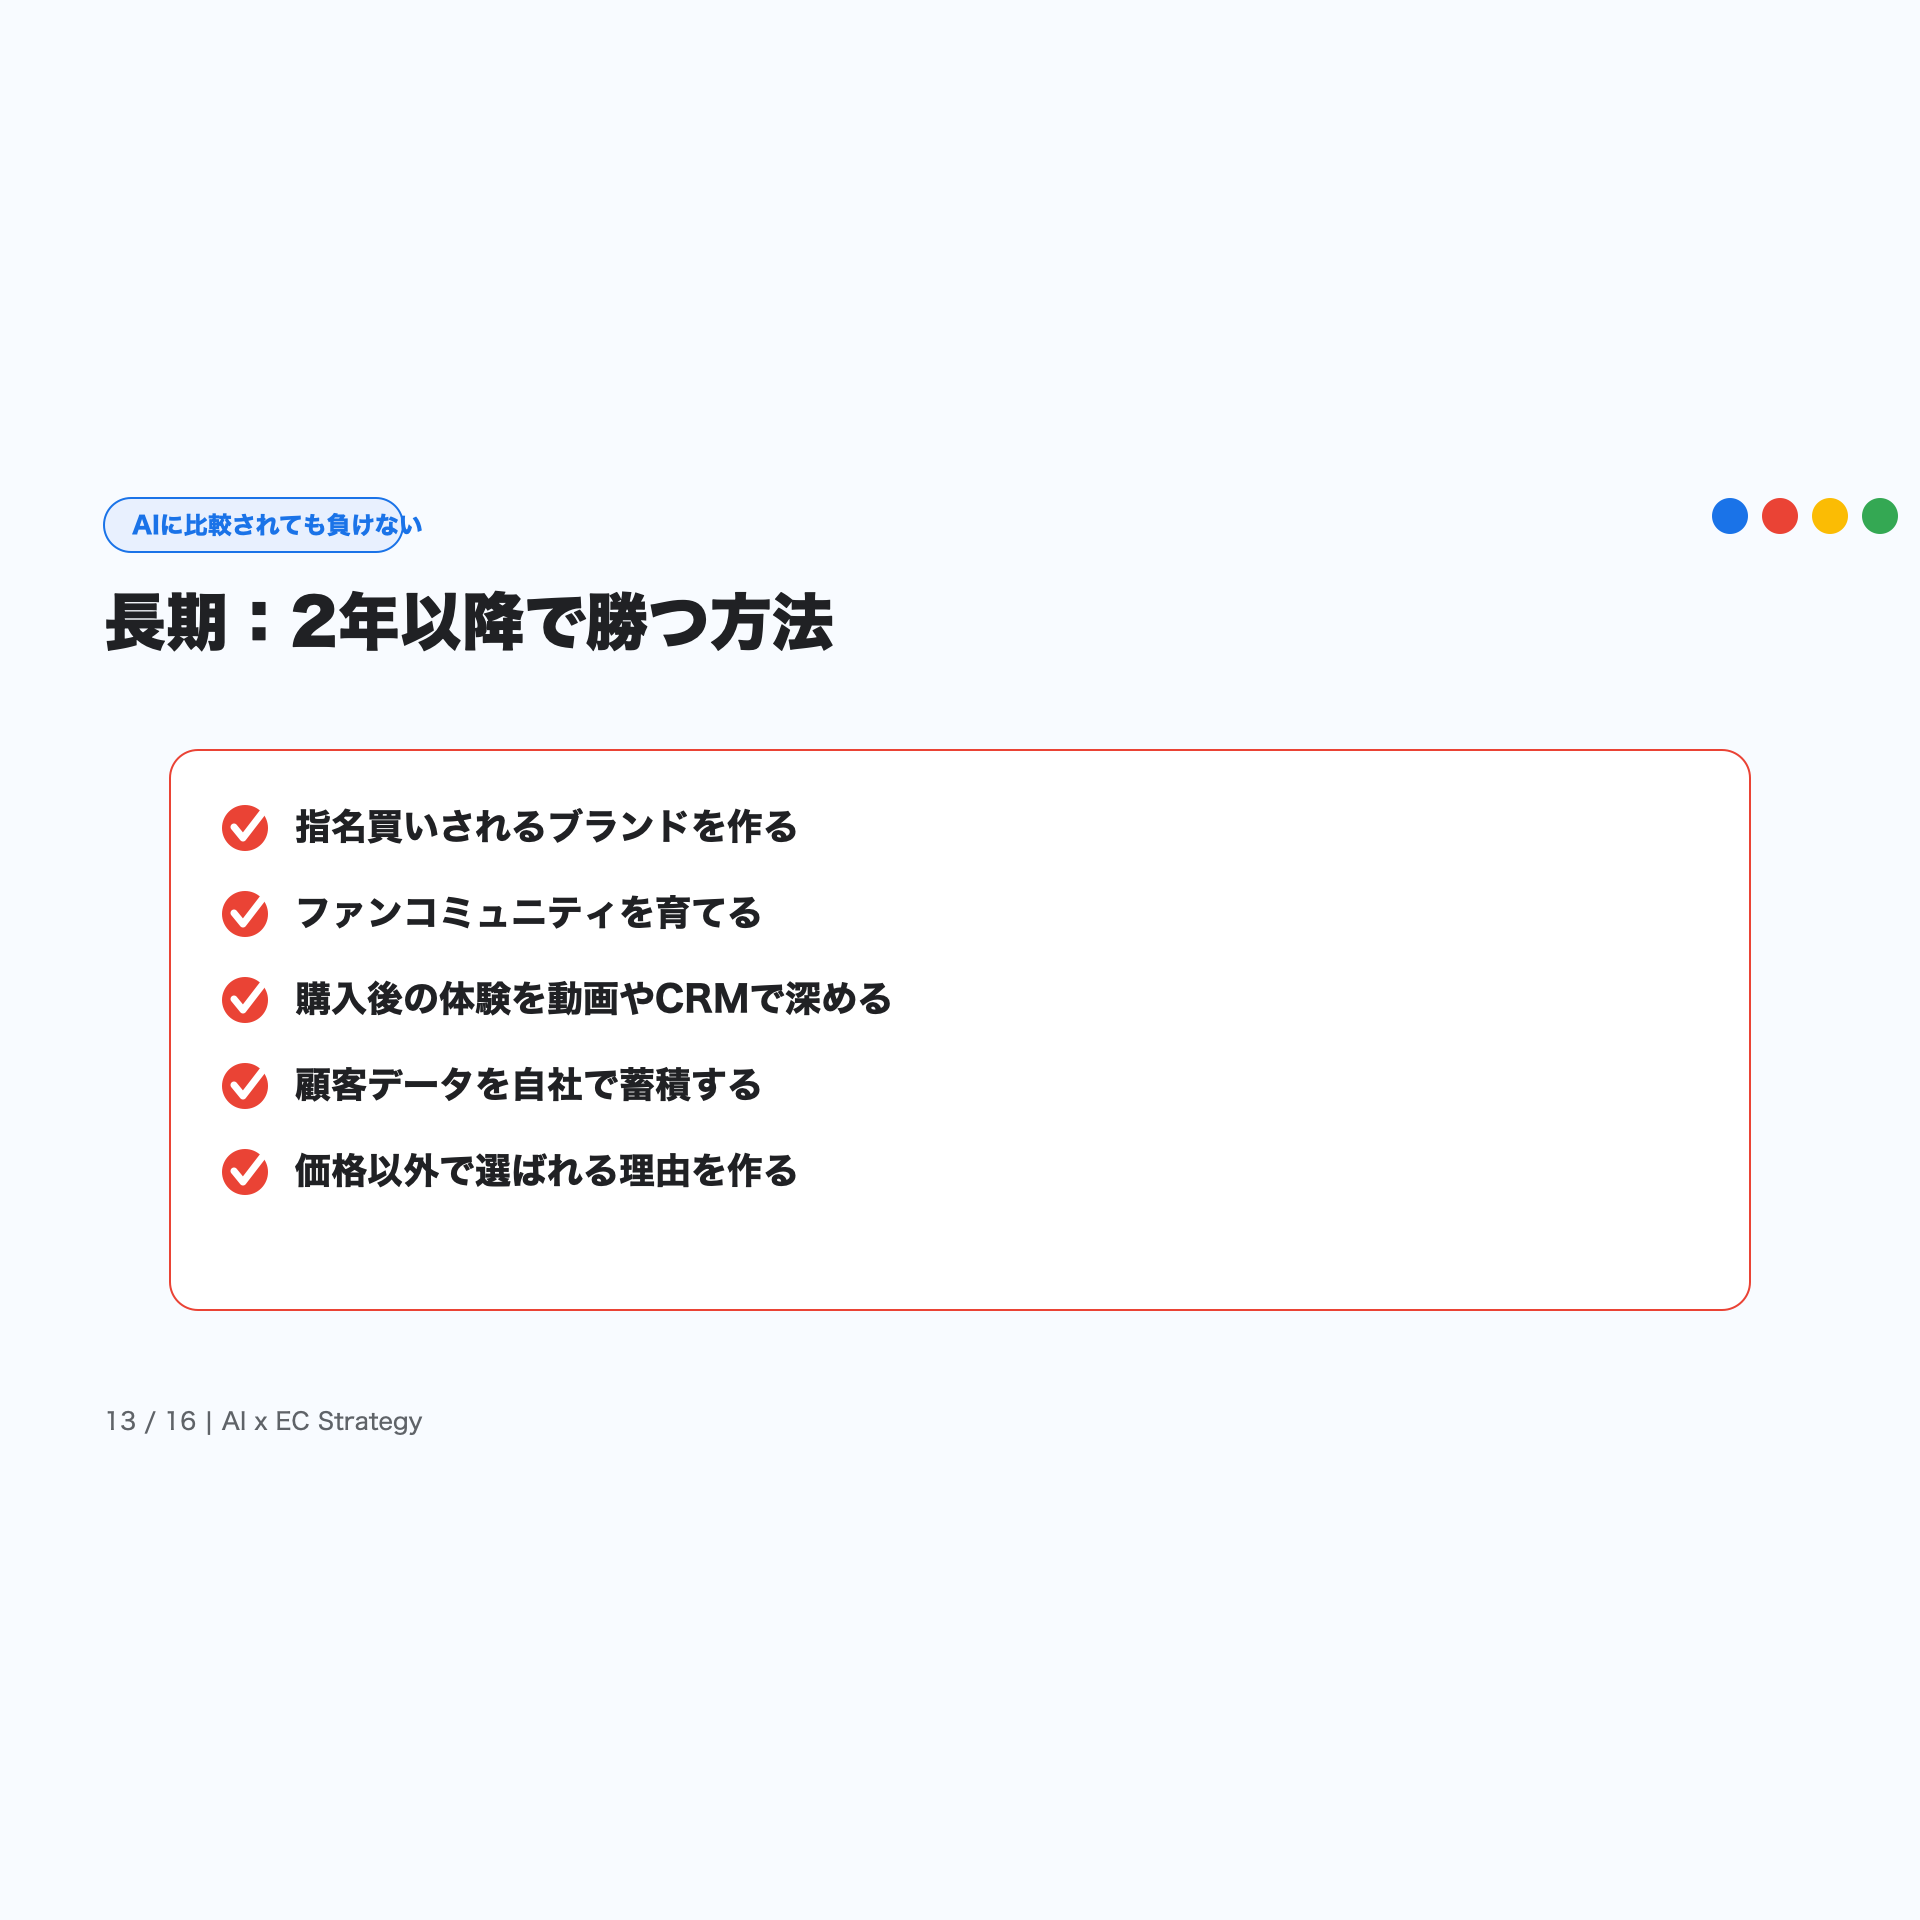 AIに比較されても負けない
長期：2年以降で勝つ方法
指名買いされるブランドを作る
ファンコミュニティを育てる
購入後の体験を動画やCRMで深める
顧客データを自社で蓄積する
価格以外で選ばれる理由を作る
13 / 16 | AI x EC Strategy